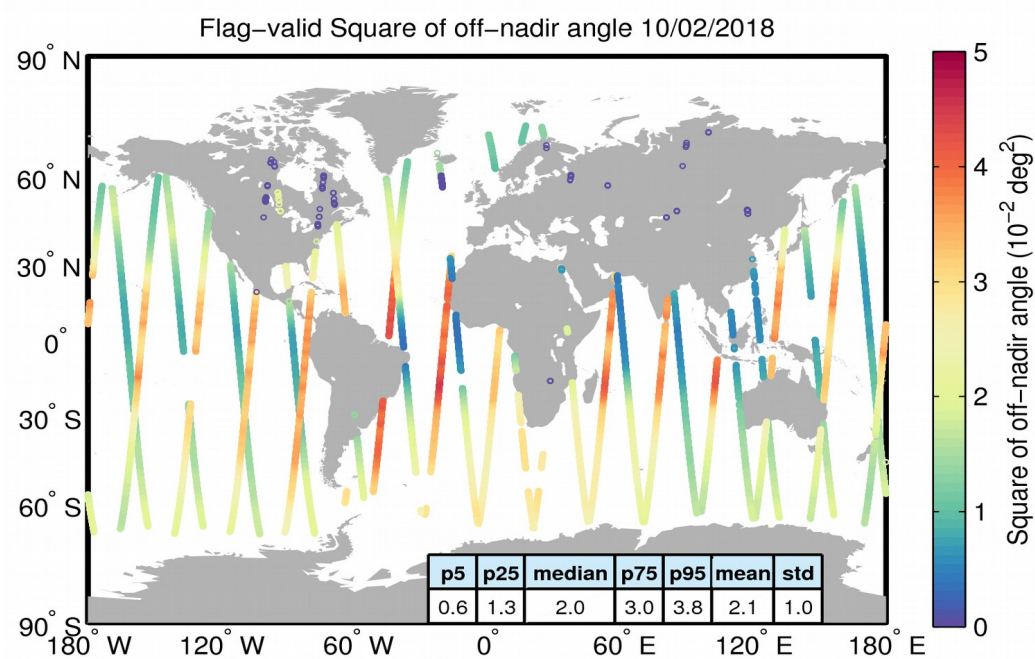 Flag−valid Square of off−nadir angle 10/02/2018
90° N
60° N
30° N
0°
30° S
60° S
90° S
180° W 120° W 60° W 0° 60° E 120° E 180° E
p5 p25 median p75 p95 mean std
0.6 1.3 2.0 3.0 3.8 2.1 1.0
5
4
3
2
1
0
Square of off−nadir angle (10⁻² deg²)